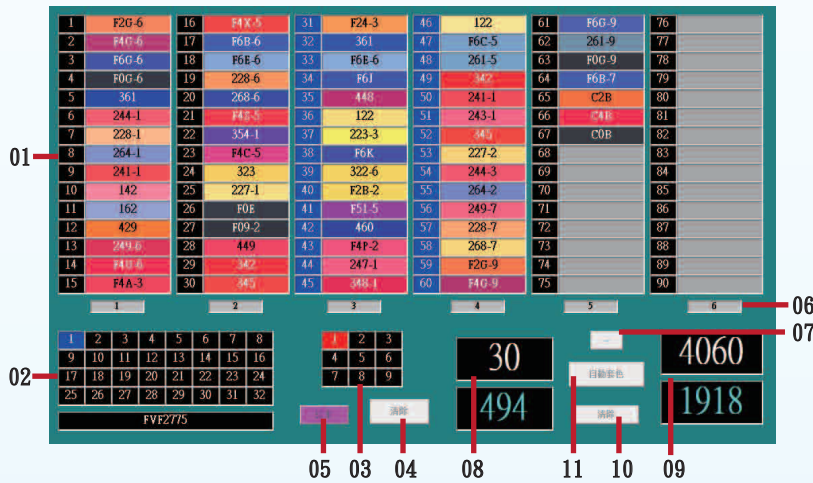 1 F2G-6 16 F4X-5 31 F24-3 46 122 61 F6G-9 76
2 F4G-6 17 F6B-6 32 361 47 F6C-5 62 261-9 77
3 F6G-6 18 F6E-6 33 F6E-6 48 261-5 63 F0G-9 78
4 F0G-6 19 228-6 34 F6J 49 342 64 F6B-7 79
5 361 20 268-6 35 448 50 241-1 65 C2B 80
6 244-1 21 36 122 51 243-1 66 C4B 81
7 228-1 22 354-1 37 223-3 52 345 67 C0B 82
8 264-1 23 F4C-5 38 F6K 53 227-2 68 83
9 241-1 24 323 39 322-6 54 244-3 69 84
10 142 25 227-1 40 F2B-2 55 264-2 70 85
11 162 26 F0E 41 F51-5 56 249-7 71 86
12 429 27 F09-2 42 460 57 228-7 72 87
13 249-6 28 449 43 F4P-2 58 268-7 73 88
14 29 342 44 247-1 59 F2G-9 74 89
15 F4A-3 30 345 45 348-1 60 F4G-9 75 90
01
1 2 3 4 5 6
06
07
1 2 3 4 5 6 7 8
9 10 11 12 13 14 15 16
17 18 19 20 21 22 23 24
25 26 27 28 29 30 31 32
02
FVF2775
1 2 3
4 5 6
7 8 9
清除
30
494
自動套色
清除
4060
1918
05 03 04 08 11 10 09